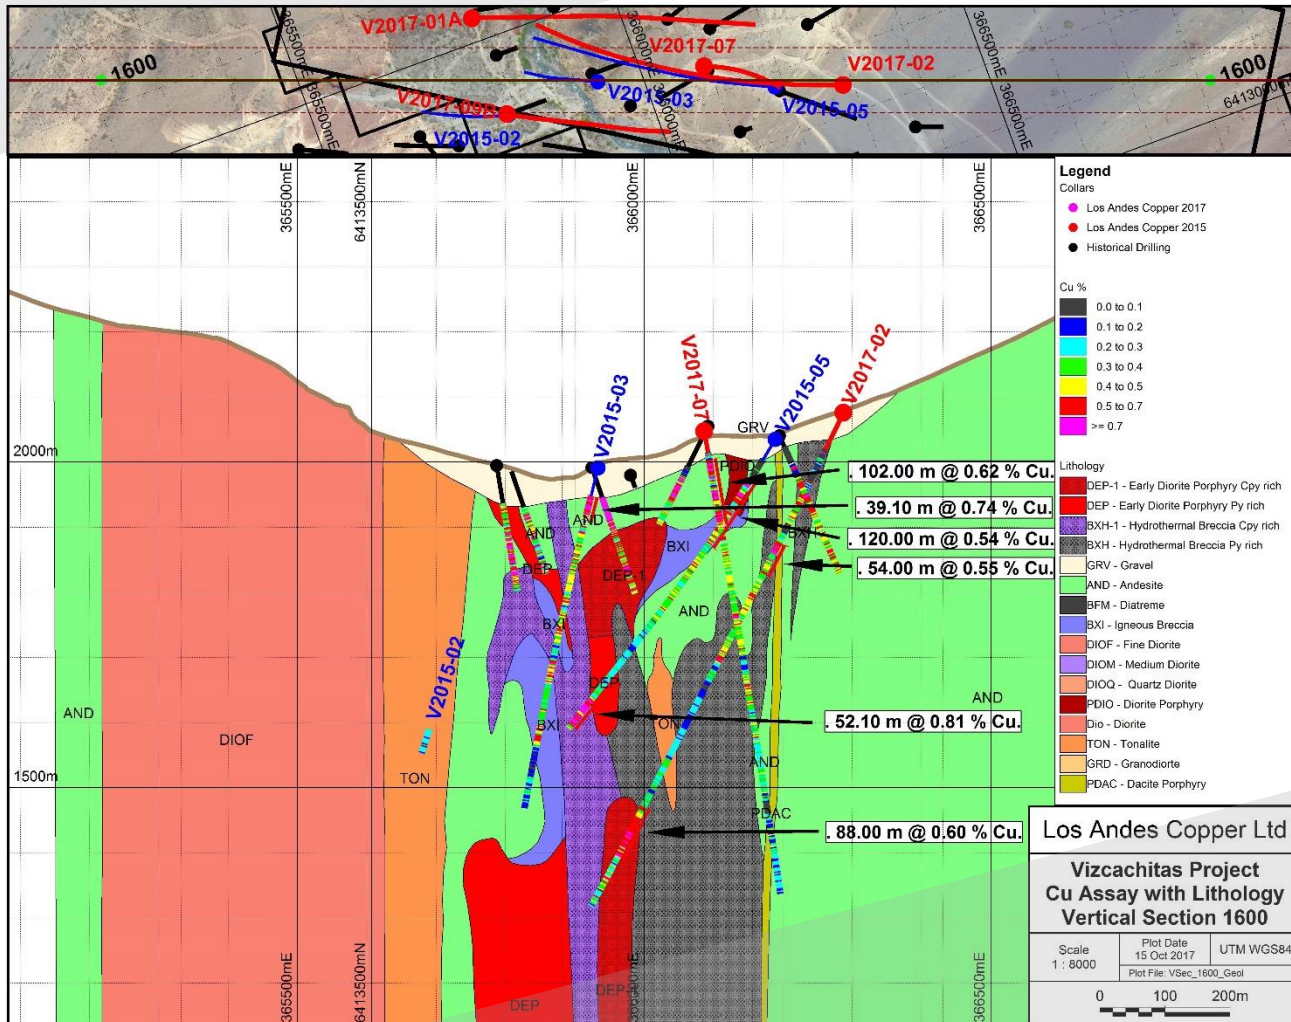 1600
365500mE
V2017-01A
366000mE
V2017-07
V2017-02
1600
6413000mN
V2015-03
V2015-05
V2017-09B
V2015-02
365500mE
366000mE
366500mE
365500mE
6413500mN
366000mE
366500mE
2000m
1500m
V2015-03
V2017-07
V2015-05
V2017-02
V2015-02
GRV
PDIO
AND
AND
DEP
DEP-1
BXI
BXH
BXI
AND
DEP
BXI
TON
AND
DIOF
TON
AND
AND
PDAC
DEP
365500mE
6413500mN
366000mE
366500mE
. 102.00 m @ 0.62 % Cu.
. 39.10 m @ 0.74 % Cu.
. 120.00 m @ 0.54 % Cu.
. 54.00 m @ 0.55 % Cu.
. 52.10 m @ 0.81 % Cu.
. 88.00 m @ 0.60 % Cu.
Legend
Collars
Los Andes Copper 2017
Los Andes Copper 2015
Historical Drilling
Cu %
0.0 to 0.1
0.1 to 0.2
0.2 to 0.3
0.3 to 0.4
0.4 to 0.5
0.5 to 0.7
>= 0.7
Lithology
DEP-1 - Early Diorite Porphyry Cpy rich
DEP - Early Diorite Porphyry Py rich
BXH-1 - Hydrothermal Breccia Cpy rich
BXH - Hydrothermal Breccia Py rich
GRV - Gravel
AND - Andesite
BFM - Diatreme
BXI - Igneous Breccia
DIOF - Fine Diorite
DIOM - Medium Diorite
DIOQ - Quartz Diorite
PDIO - Diorite Porphyry
Dio - Diorite
TON - Tonalite
GRD - Granodiorte
PDAC - Dacite Porphyry
Los Andes Copper Ltd
Vizcachitas Project
Cu Assay with Lithology
Vertical Section 1600
Scale
1 : 8000
Plot Date
15 Oct 2017
UTM WGS84
Plot File: VSec_1600_Geol
0 100 200m